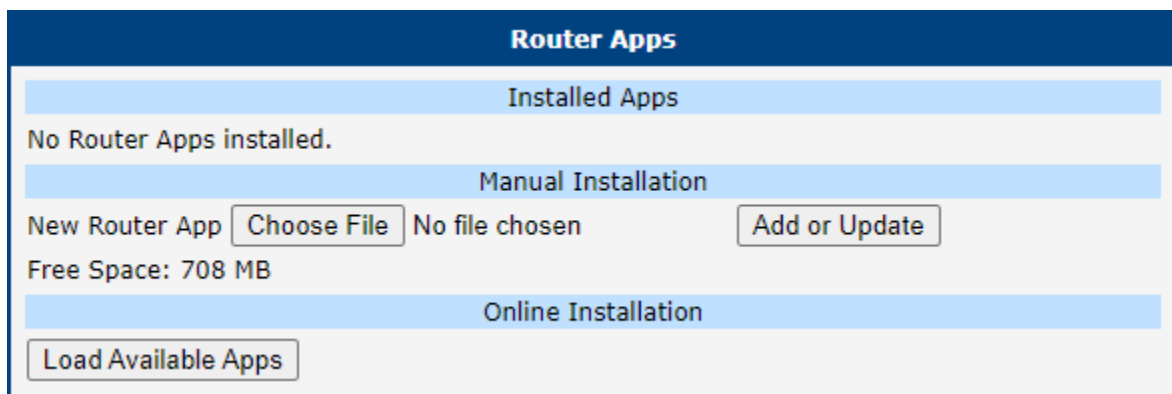 Router Apps
Installed Apps
No Router Apps installed.
Manual Installation
New Router App Choose File No file chosen Add or Update
Free Space: 708 MB
Online Installation
Load Available Apps